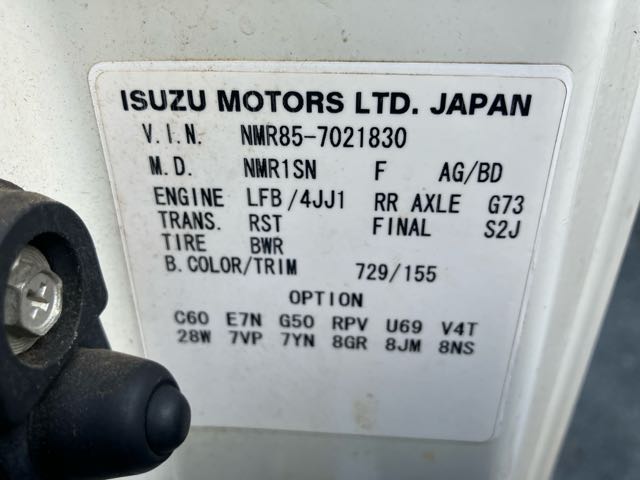 ISUZU MOTORS LTD. JAPAN
V.I.N. NMR85-7021830
M.D. NMR1SN F AG/BD
ENGINE LFB/4JJ1 RR AXLE G73
TRANS. RST FINAL S2J
TIRE BWR
B.COLOR/TRIM 729/155
OPTION
C60 E7N G50 RPV U69 V4T
28W 7VP 7YN 8GR 8JM 8NS